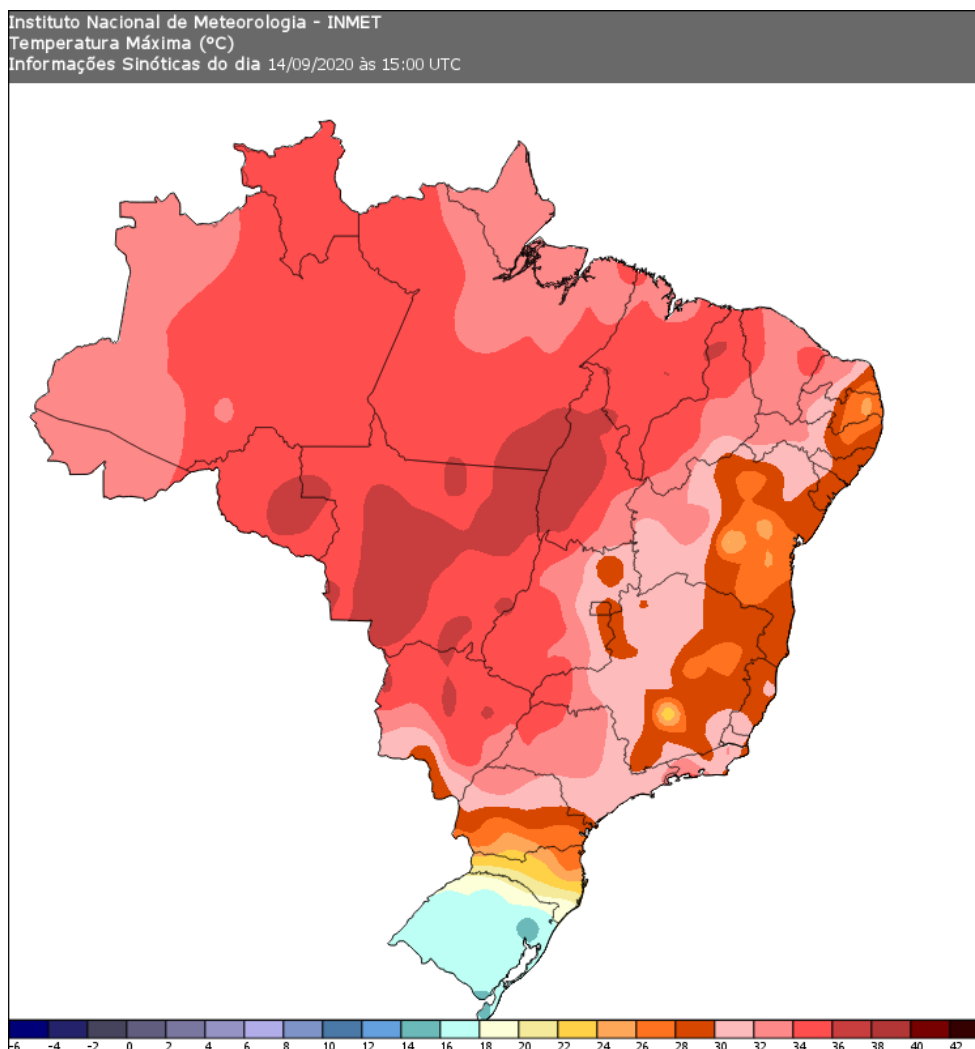 Instituto Nacional de Meteorologia - INMET
Temperatura Máxima (ºC)
Informações Sinóticas do dia 14/09/2020 às 15:00 UTC
-6 -4 -2 0 2 4 6 8 10 12 14 16 18 20 22 24 26 28 30 32 34 36 38 40 42